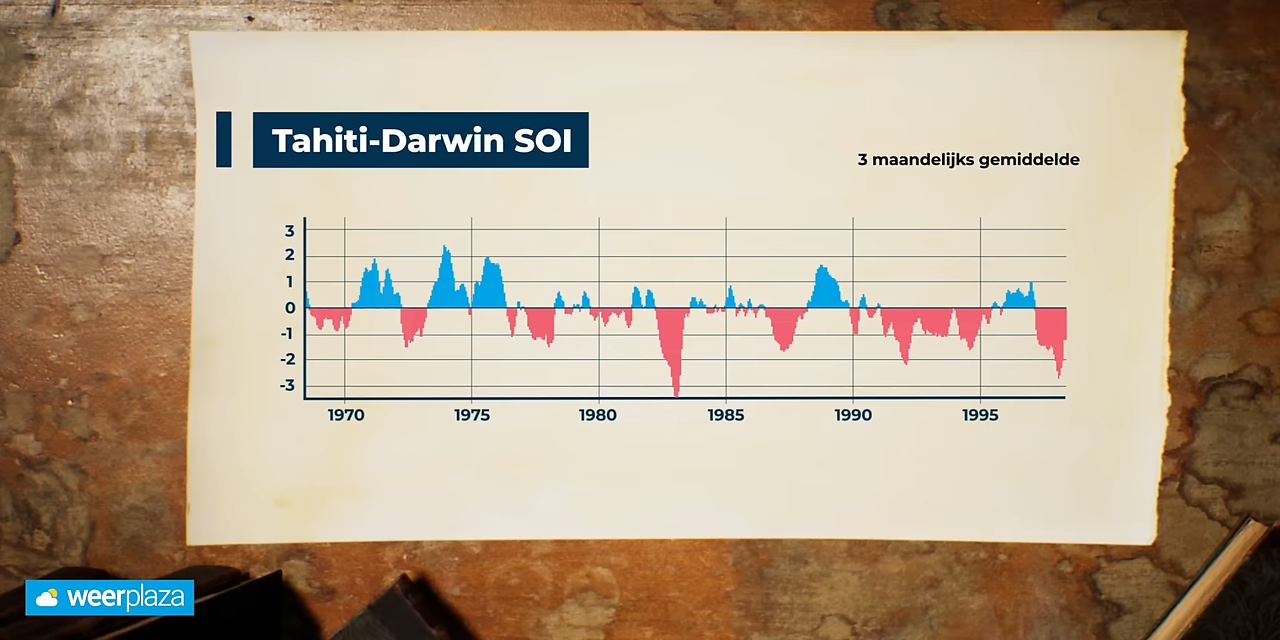 Tahiti-Darwin SOI
3 maandelijks gemiddelde
3
2
1
0
-1
-2
-3
1970 1975 1980 1985 1990 1995
weerplaza